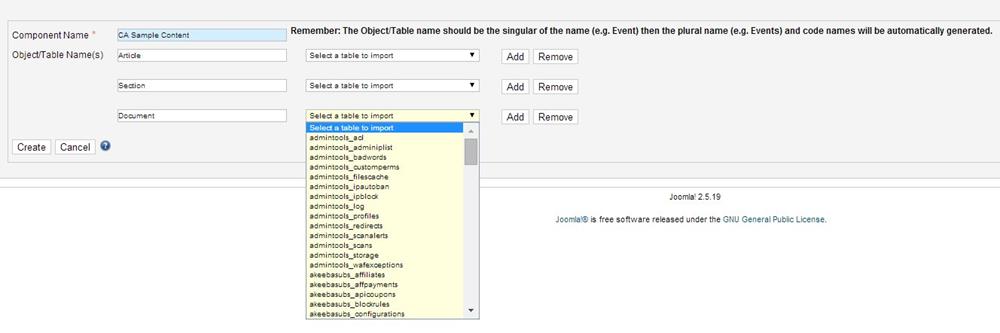 Component Name * CA Sample Content Remember: The Object/Table name should be the singular of the name (e.g. Event) then the plural name (e.g. Events) and code names will be automatically generated.
Object/Table Name(s) Article Select a table to import Add Remove
Section Select a table to import Add Remove
Document Select a table to import Add Remove
Select a table to import
admintools_acl
admintools_adminiplist
admintools_badwords
admintools_customperms
admintools_filescache
admintools_ipautoban
admintools_ipblock
admintools_log
admintools_profiles
admintools_redirects
admintools_scanalerts
admintools_scans
admintools_storage
admintools_wafexceptions
akeebasubs_affiliates
akeebasubs_affpayments
akeebasubs_apicoupons
akeebasubs_blockrules
akeebasubs_configurations
Create Cancel ?
Joomla! 2.5.19
Joomla!® is free software released under the GNU General Public License.